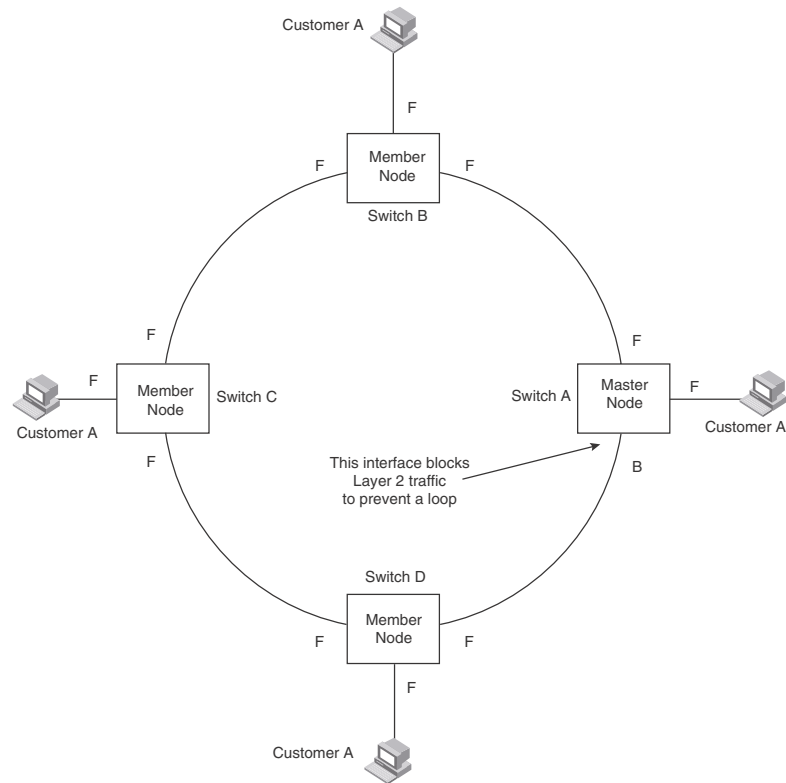 Customer A
F
Member
Node
F
F
Switch B
F
F
F
Member
Node
Switch C
Customer A
F
Switch A
Master
Node
F
Customer A
B
This interface blocks
Layer 2 traffic
to prevent a loop
Switch D
Member
Node
F
F
F
Customer A